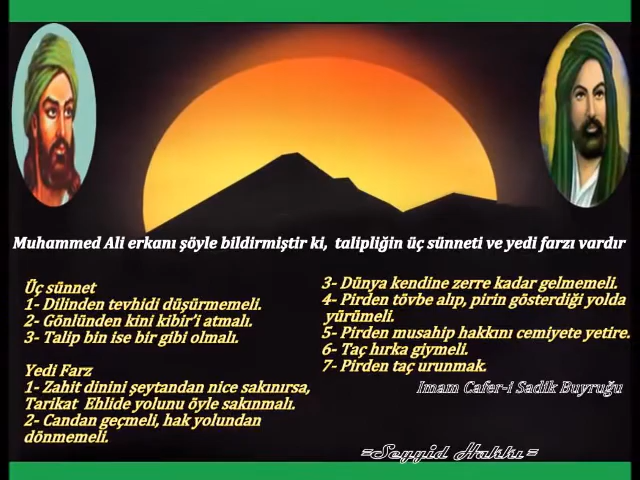 Muhammed Ali erkanı şöyle bildirmiştir ki, talipliğin üç sünneti ve yedi farzı vardır
Üç sünnet
1- Dilinden tevhidi düşürmemeli.
2- Gönlünden kini kibir'i atmalı.
3- Talip bin ise bir gibi olmalı.
Yedi Farz
1- Zahit dinini şeytandan nice sakınırsa,
Tarikat Ehlide yolunu öyle sakınmalı.
2- Candan geçmeli, hak yolundan
dönmemeli.
3- Dünya kendine zerre kadar gelmemeli.
4- Pirden tövbe alıp, pirin gösterdiği yolda
yürümeli.
5- Pirden musahip hakkını cemiyete yetire.
6- Taç hırka giymeli.
7- Pirden taç urunmak.
Imam Cafer-i Sadik Buyruğu
=Seyyid Hakkı=